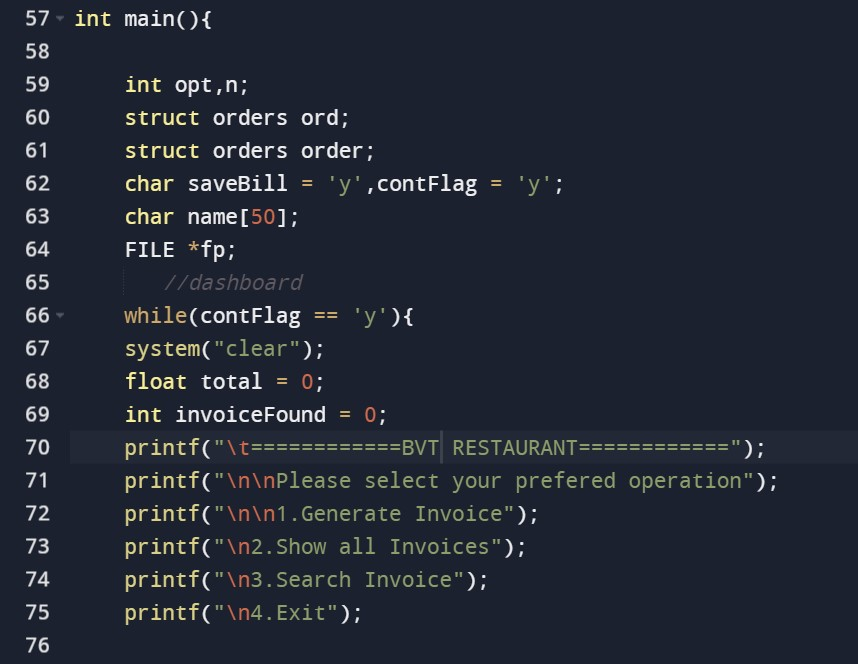 57 int main(){
58
59     int opt,n;
60     struct orders ord;
61     struct orders order;
62     char saveBill = 'y',contFlag = 'y';
63     char name[50];
64     FILE *fp;
65        //dashboard
66     while(contFlag == 'y'){
67     system("clear");
68     float total = 0;
69     int invoiceFound = 0;
70     printf("\t============BVT RESTAURANT============");
71     printf("\n\nPlease select your prefered operation");
72     printf("\n\n1.Generate Invoice");
73     printf("\n2.Show all Invoices");
74     printf("\n3.Search Invoice");
75     printf("\n4.Exit");
76